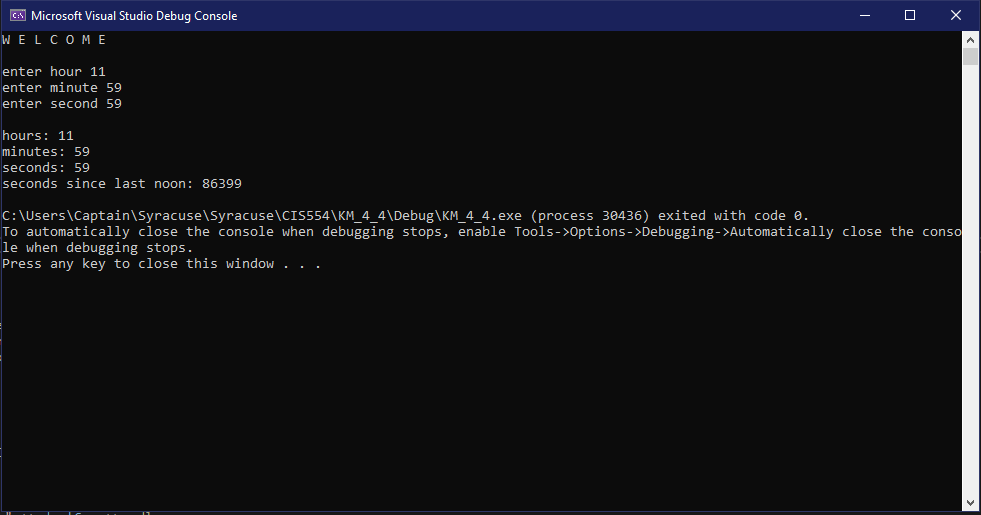 Microsoft Visual Studio Debug Console
W E L C O M E
enter hour 11
enter minute 59
enter second 59
hours: 11
minutes: 59
seconds: 59
seconds since last noon: 86399
C:\Users\Captain\Syracuse\Syracuse\CIS554\KM_4_4\Debug\KM_4_4.exe (process 30436) exited with code 0.
To automatically close the console when debugging stops, enable Tools->Options->Debugging->Automatically close the conso
le when debugging stops.
Press any key to close this window . . .